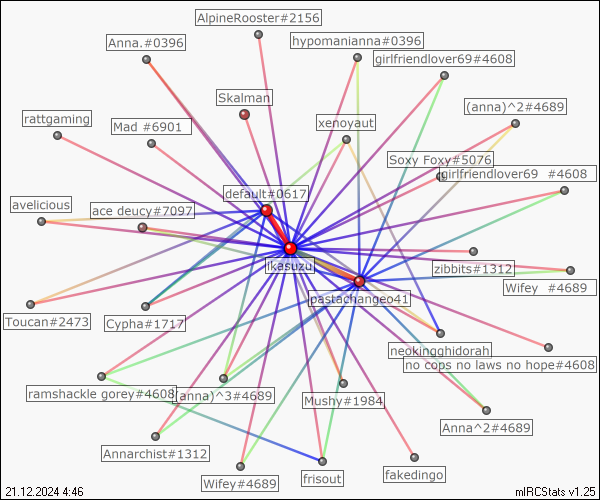 AlpineRooster#2156
Anna.#0396
hypomanianna#0396
girlfriendlover69#4608
Skalman
(anna)^2#4689
rattgaming
Mad #6901
xenoyaut
Soxy Foxy#5076
girlfriendlover69 #4608
default#0617
avelicious
ace deucy#7097
ikasuzu
zibbits#1312
Wifey #4689
pastachangeo41
Toucan#2473
Cypha#1717
neokingghidorah
no cops no laws no hope#4608
ramshackle gorey#4608
(anna)^3#4689
Mushy#1984
Anna^2#4689
Annarchist#1312
Wifey#4689
frisout
fakedingo
21.12.2024 4:46
mIRCStats v1.25